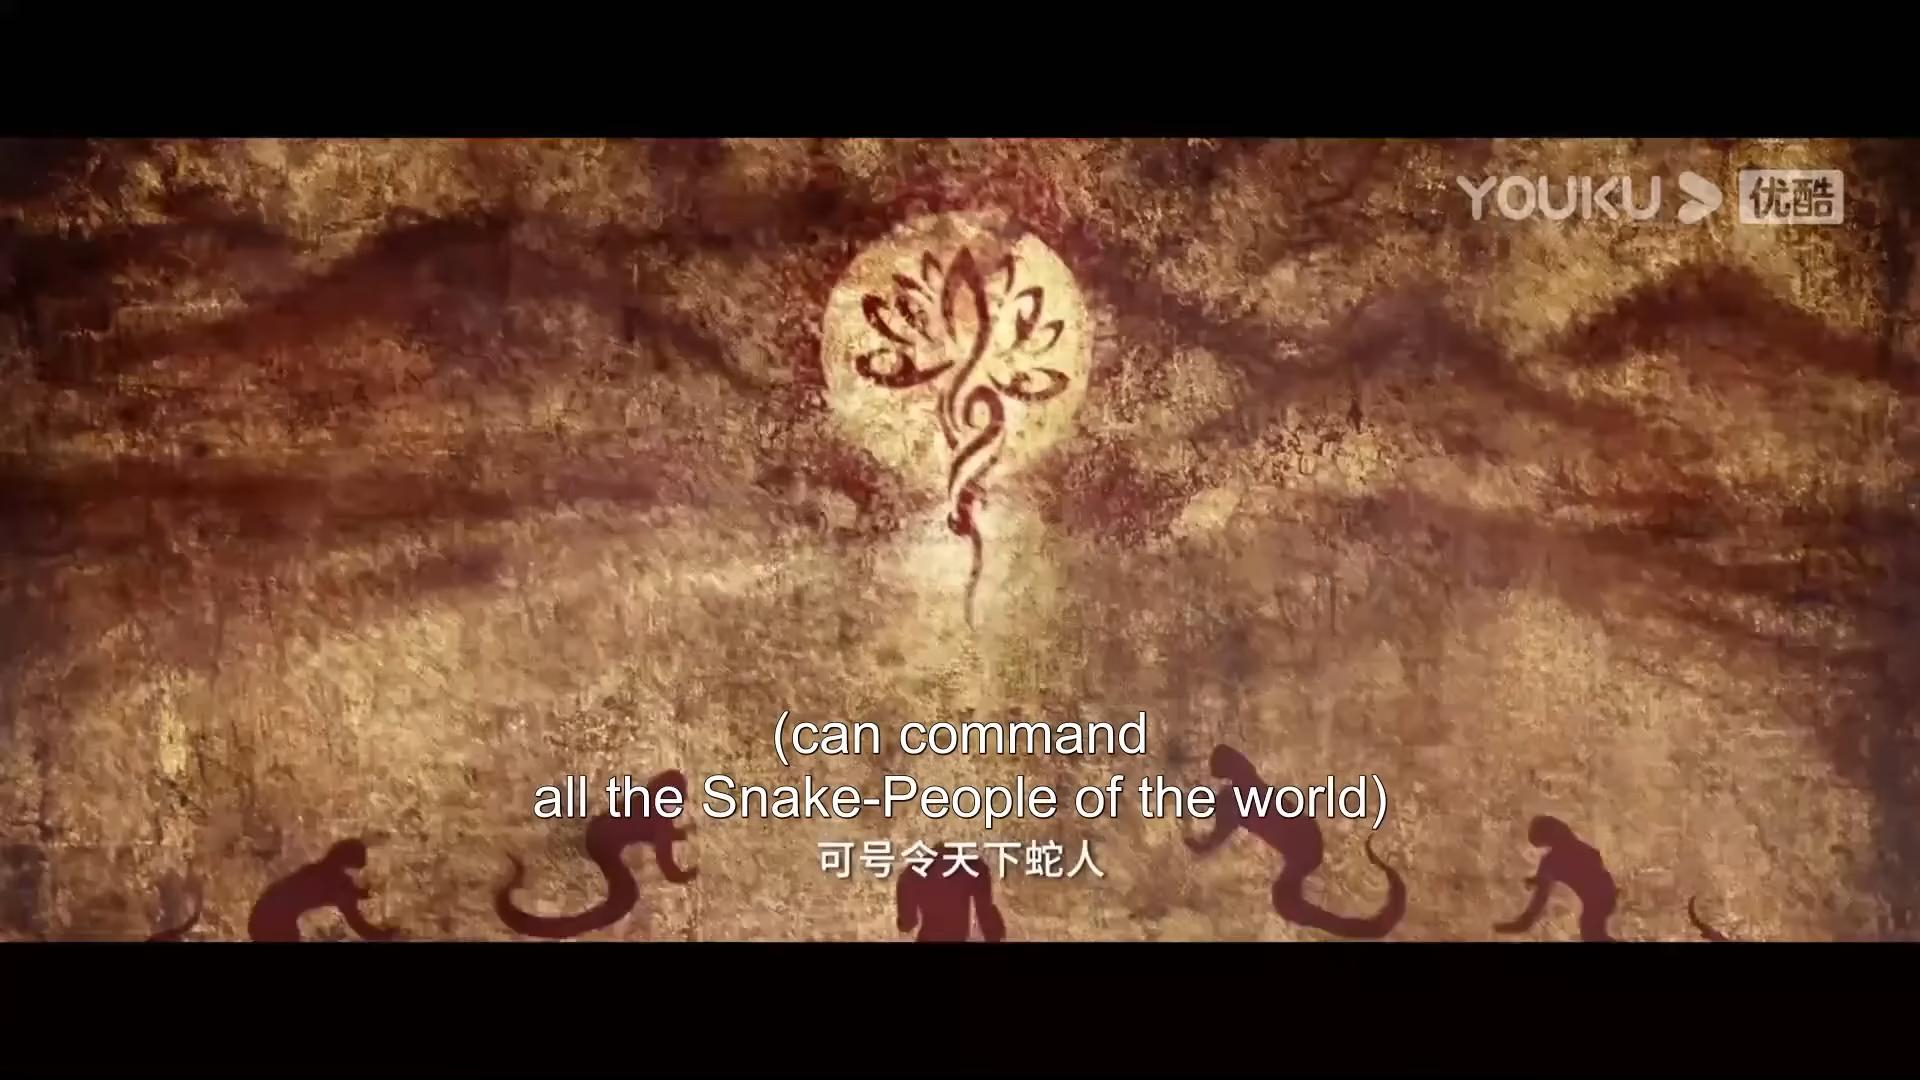 YOUKU 优酷
(can command
all the Snake-People of the world)
可号令天下蛇人